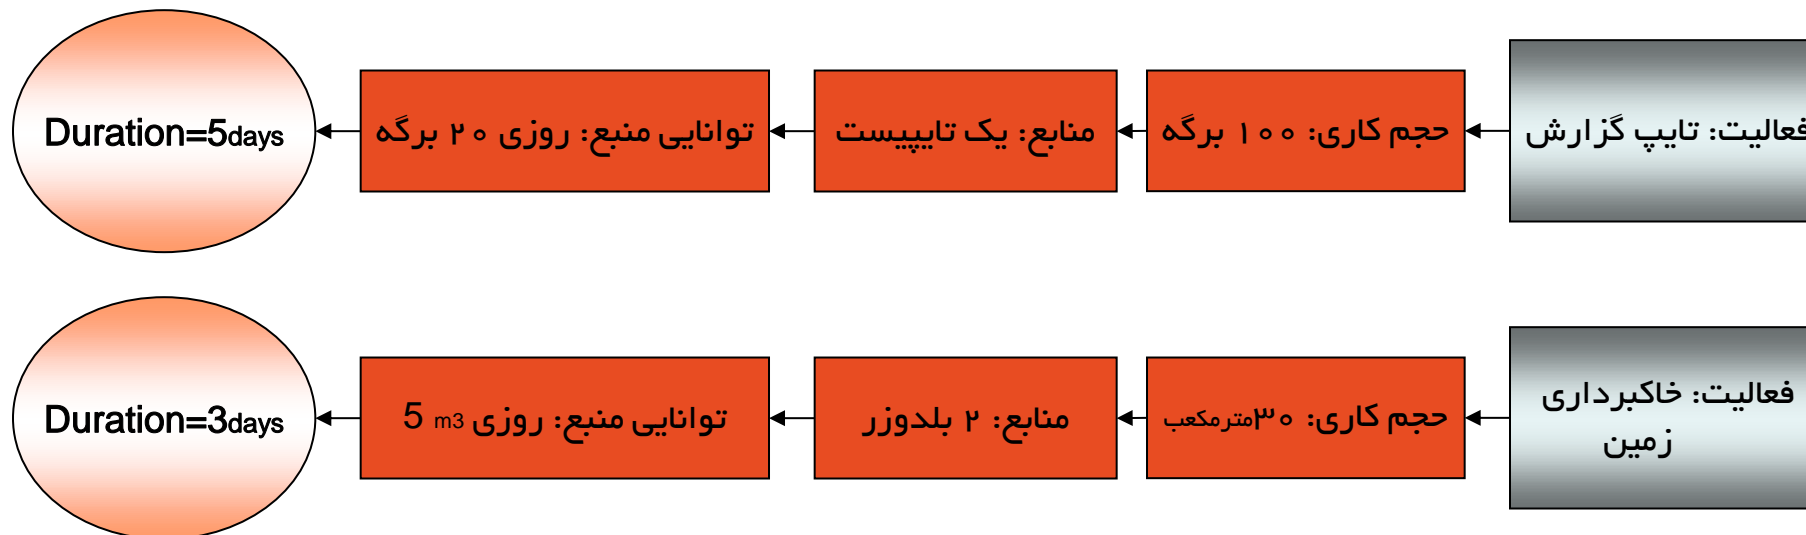 فعالیت: تایپ گزارش
حجم کاری: ۱۰۰ برگه
منابع: یک تایپیست
توانایی منبع: روزی ۲۰ برگه
Duration=5days
فعالیت: خاکبرداری
زمین
حجم کاری: ۳۰مترمکعب
منابع: ۲ بلدوزر
توانایی منبع: روزی 5 m3
Duration=3days